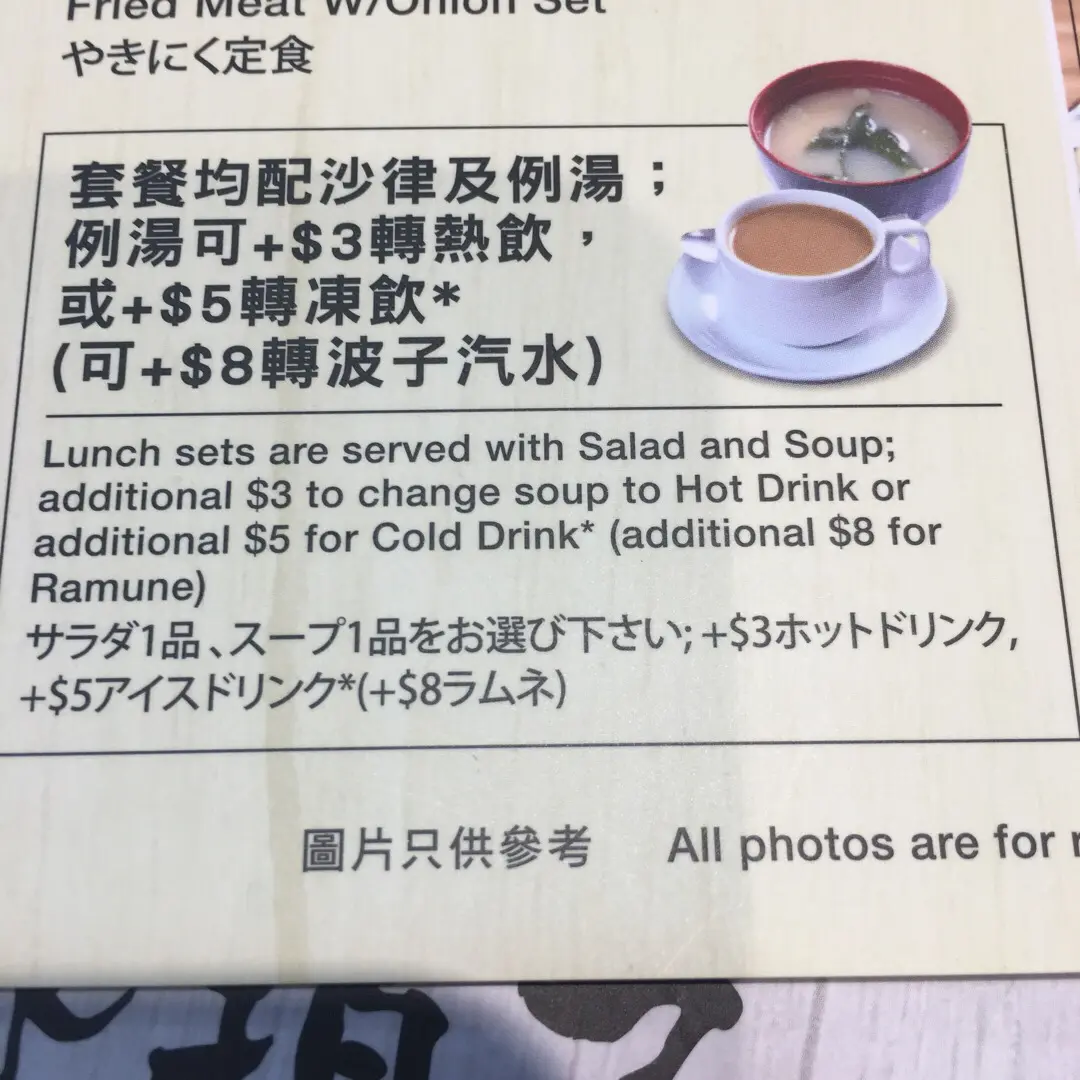 Fried Meat W/Onion Set
やきにく定食
套餐均配沙律及例湯；
例湯可+$3轉熱飲，
或+$5轉凍飲*
(可+$8轉波子汽水)
Lunch sets are served with Salad and Soup;
additional $3 to change soup to Hot Drink or
additional $5 for Cold Drink* (additional $8 for
Ramune)
サラダ1品、スープ1品をお選び下さい; +$3ホットドリンク,
+$5アイスドリンク*(+$8ラムネ)
圖片只供參考 All photos are for